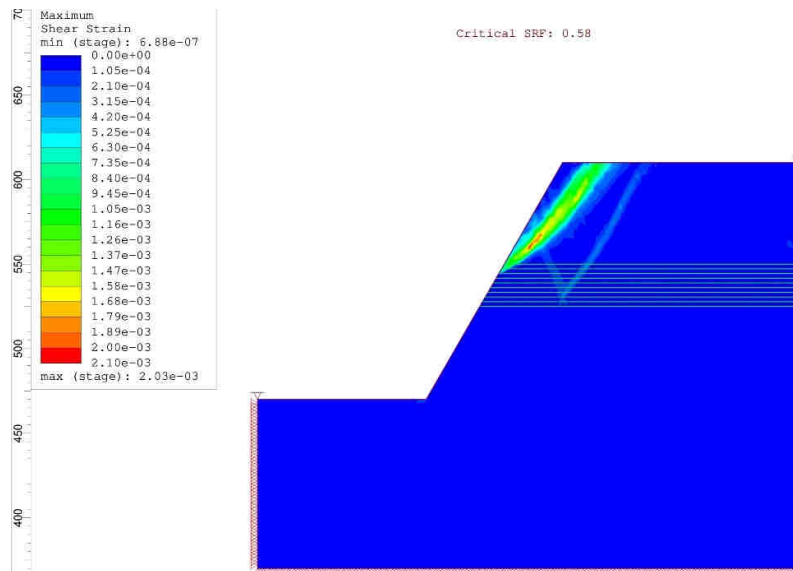 Maximum
Shear Strain
min (stage): 6.88e-07
0.00e+00
1.05e-04
2.10e-04
3.15e-04
4.20e-04
5.25e-04
6.30e-04
7.35e-04
8.40e-04
9.45e-04
1.05e-03
1.16e-03
1.26e-03
1.37e-03
1.47e-03
1.58e-03
1.68e-03
1.79e-03
1.89e-03
2.00e-03
2.10e-03
max (stage): 2.03e-03
Critical SRF: 0.58
650
600
550
500
450
400